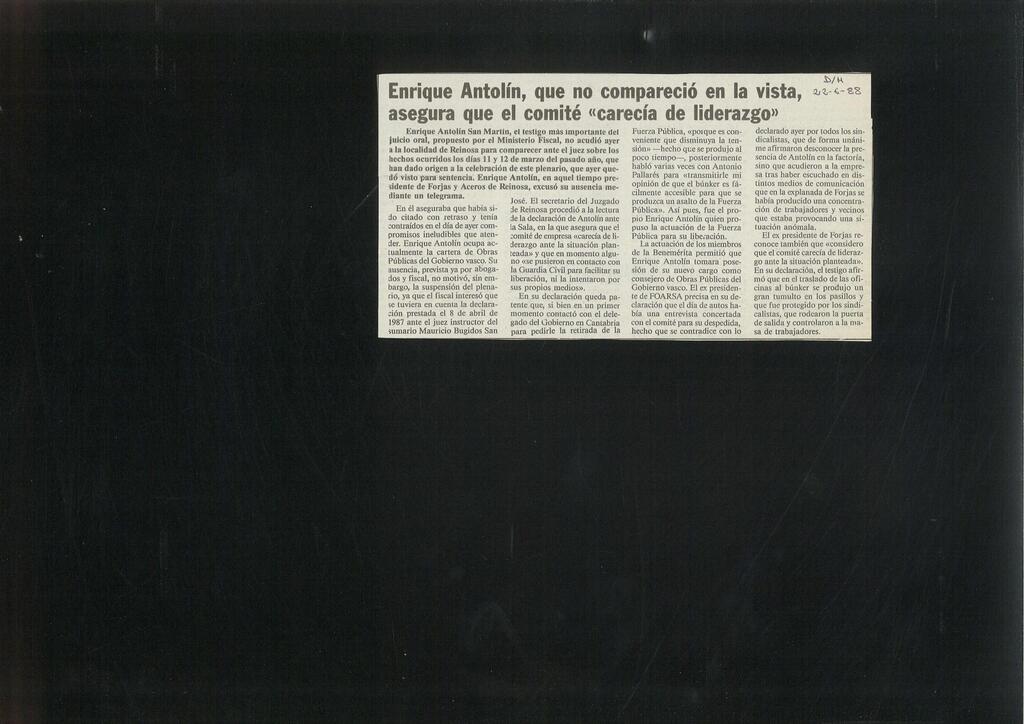 Enrique Antolín, que no compareció en la vista,
asegura que el comité «carecía de liderazgo»
D/M
22-4-88
Enrique Antolín San Martín, el testigo más importante del
juicio oral, propuesto por el Ministerio Fiscal, no acudió ayer
a la localidad de Reinosa para comparecer ante el juez sobre los
hechos ocurridos los días 11 y 12 de marzo del pasado año, que
han dado origen a la celebración de este plenario, que ayer que-
dó visto para sentencia. Enrique Antolín, en aquel tiempo pre-
sidente de Forjas y Aceros de Reinosa, excusó su ausencia me-
diante un telegrama.
En él aseguraba que había si-
do citado con retraso y tenía
contraídos en el día de ayer com-
promisos ineludibles que aten-
der. Enrique Antolín ocupa ac-
tualmente la cartera de Obras
Públicas del Gobierno vasco. Su
ausencia, prevista ya por aboga-
dos y fiscal, no motivó, sin em-
bargo, la suspensión del plena-
rio, ya que el fiscal interesó que
se tuviera en cuenta la declara-
ción prestada el 8 de abril de
1987 ante el juez instructor del
sumario Mauricio Bugidos San
José. El secretario del Juzgado
de Reinosa procedió a la lectura
de la declaración de Antolín ante
la Sala, en la que asegura que el
comité de empresa «carecía de li-
derazgo ante la situación plan-
teada» y que en momento algu-
no «se pusieron en contacto con
la Guardia Civil para facilitar su
liberación, ni la intentaron por
sus propios medios».
En su declaración queda pa-
tente que, si bien en un primer
momento contactó con el dele-
gado del Gobierno en Cantabria
para pedirle la retirada de la
Fuerza Pública, «porque es con-
veniente que disminuya la ten-
sión» —hecho que se produjo al
poco tiempo—, posteriormente
habló varias veces con Antonio
Pallarés para «transmitirle mi
opinión de que el búnker es fá-
cilmente accesible para que se
produzca un asalto de la Fuerza
Pública». Así pues, fue el pro-
pio Enrique Antolín quien pro-
puso la actuación de la Fuerza
Pública para su liberación.
La actuación de los miembros
de la Benemérita permitió que
Enrique Antolín tomara pose-
sión de su nuevo cargo como
consejero de Obras Públicas del
Gobierno vasco. El ex presiden-
te de FOARSA precisa en su de-
claración que el día de autos ha-
bía una entrevista concertada
con el comité para su despedida,
hecho que se contradice con lo
declarado ayer por todos los sin-
dicalistas, que de forma unáni-
me afirmaron desconocer la pre-
sencia de Antolín en la factoría,
sino que acudieron a la empre-
sa tras haber escuchado en dis-
tintos medios de comunicación
que en la explanada de Forjas se
había producido una concentra-
ción de trabajadores y vecinos
que estaba provocando una si-
tuación anómala.
El ex presidente de Forjas re-
conoce también que «considero
que el comité carecía de lideraz-
go ante la situación planteada».
En su declaración, el testigo afir-
mó que en el traslado de las ofi-
cinas al búnker se produjo un
gran tumulto en los pasillos y
que fue protegido por los sindi-
calistas, que rodearon la puerta
de salida y controlaron a la ma-
sa de trabajadores.